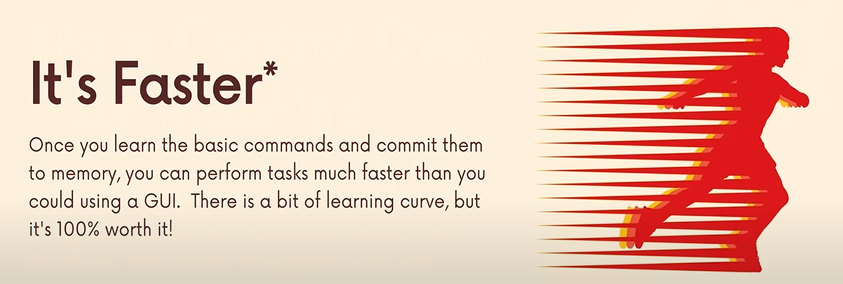 It's Faster*
Once you learn the basic commands and commit them
to memory, you can perform tasks much faster than you
could using a GUI.  There is a bit of learning curve, but
it's 100% worth it!